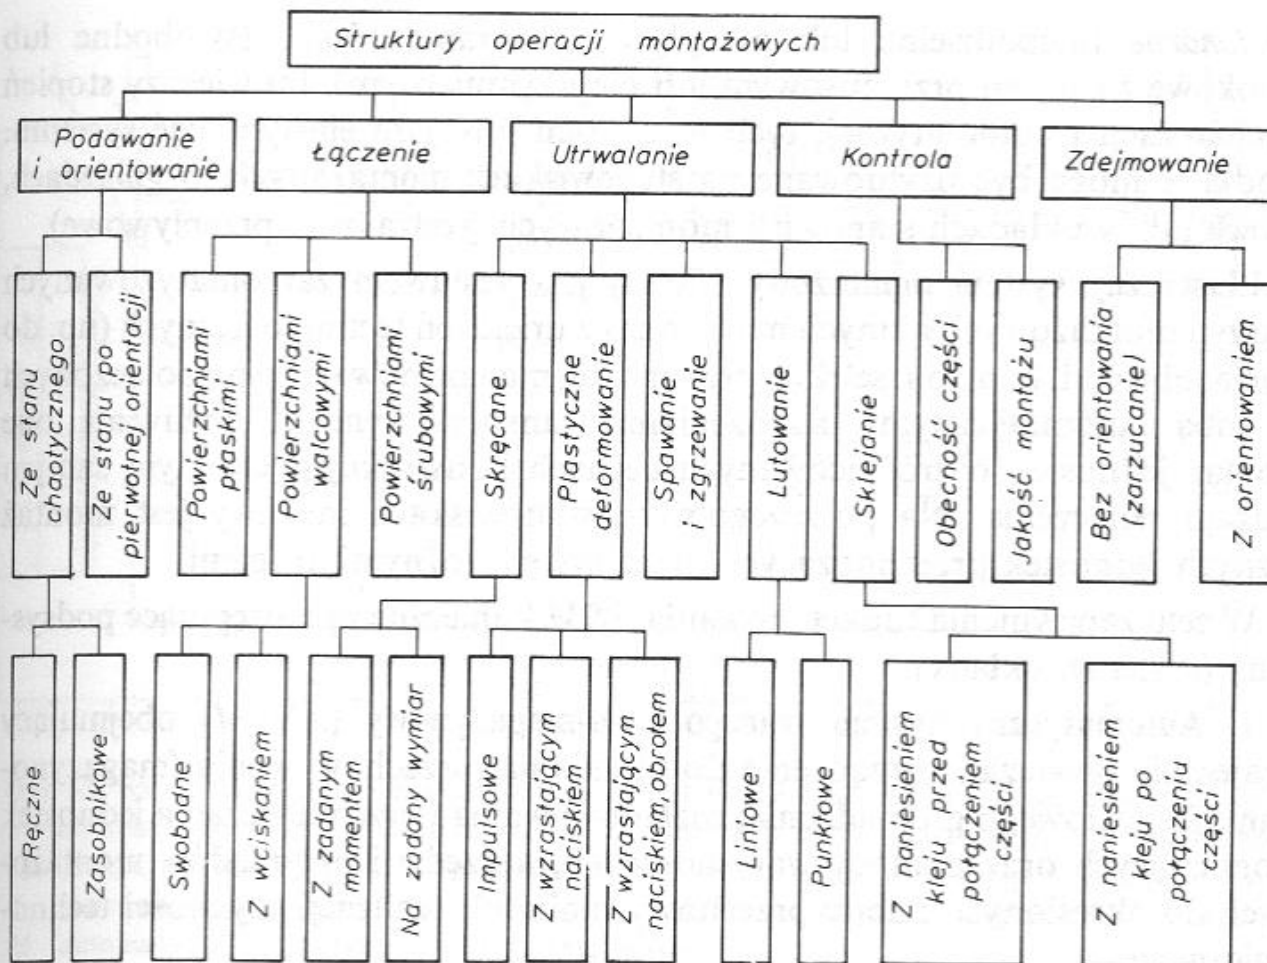 Struktury operacji montażowych
Podawanie
i orientowanie
Łączenie
Utrwalanie
Kontrola
Zdejmowanie
Ze stanu
chaotycznego
Ze stanu po
pierwotnej orientacji
Powierzchniami
płaskimi
Powierzchniami
walcowymi
Powierzchniami
śrubowymi
Skręcane
Plastyczne
deformowanie
Spawanie
i zgrzewanie
Lutowanie
Sklejanie
Obecność części
Jakość montażu
Bez orientowania
(zarzucanie)
Z orientowaniem
Ręczne
Zasobnikowe
Swobodne
Z wciskaniem
Z zadanym
momentem
Na zadany wymiar
Impulsowe
Z wzrastającym
naciskiem
Z wzrastającym
naciskiem, obrotem
Liniowe
Punktowe
Z naniesieniem
kleju przed
połączeniem
części
Z naniesieniem
kleju po
połączeniu
części